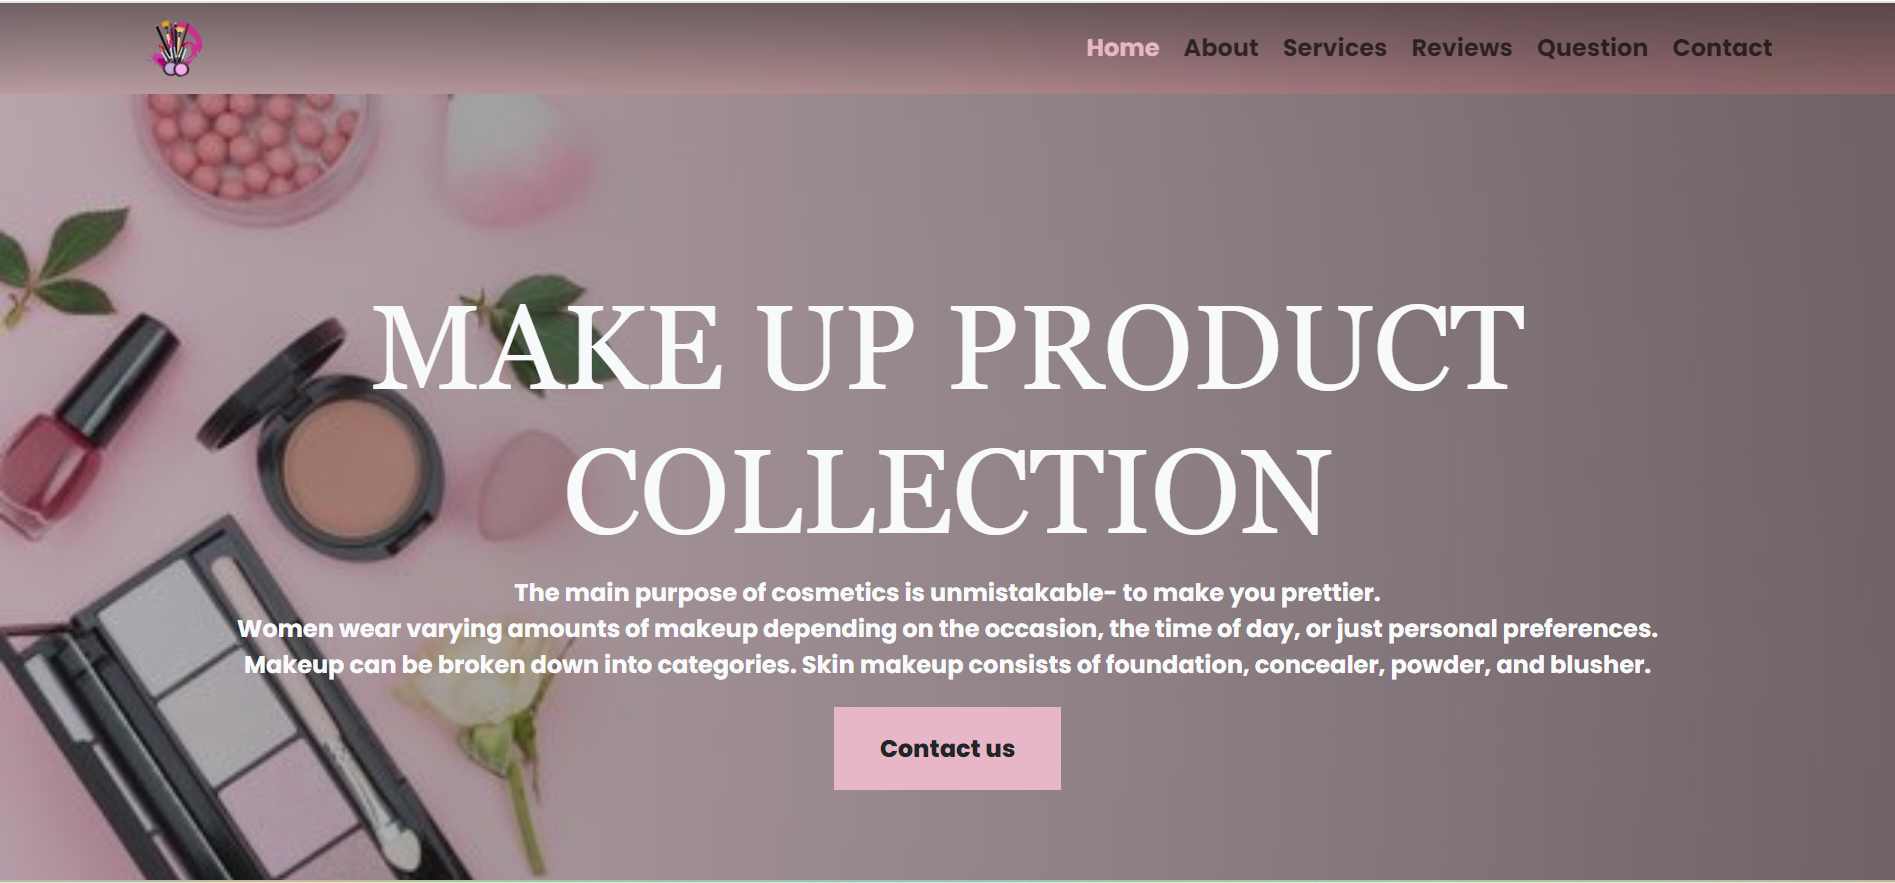 Home About Services Reviews Question Contact
MAKE UP PRODUCT
COLLECTION
The main purpose of cosmetics is unmistakable- to make you prettier.
Women wear varying amounts of makeup depending on the occasion, the time of day, or just personal preferences.
Makeup can be broken down into categories. Skin makeup consists of foundation, concealer, powder, and blusher.
Contact us